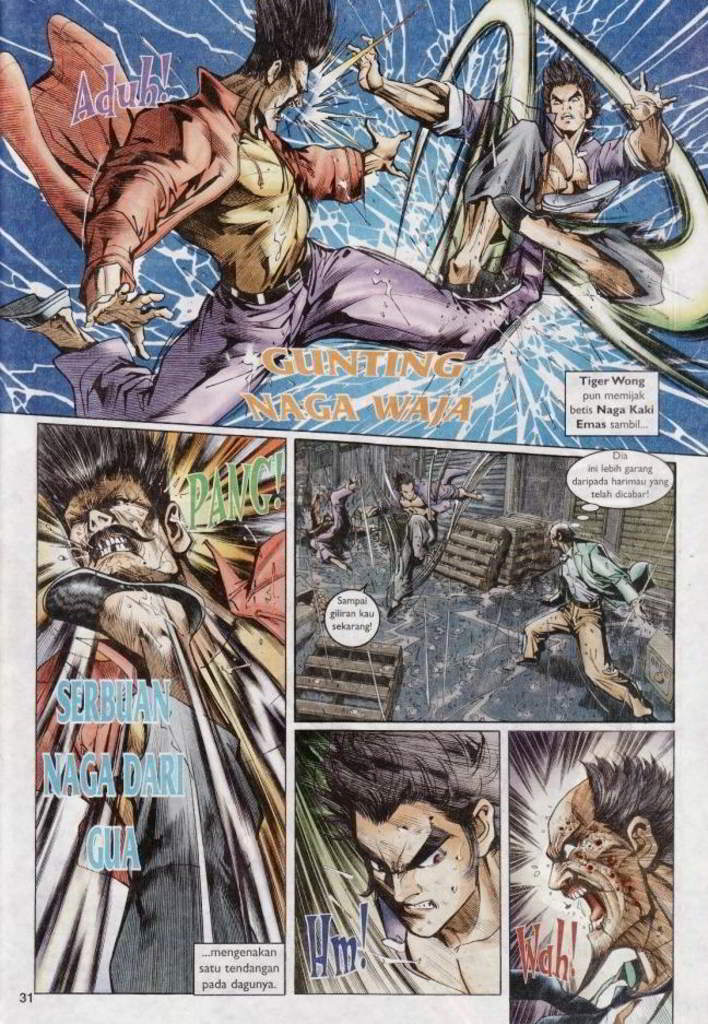 Aduh!
GUNTING
NAGA WAJA
Tiger Wong
pun memijak
betis Naga Kaki
Emas sambil...
PANG!
SERBUAN
NAGA DARI
GUA
...mengenakan
satu tendangan
pada dagunya.
Dia
ini lebih garang
daripada harimau yang
telah dicabar!
Sampai
giliran kau
sekarang!
Hm!
Wah!
31